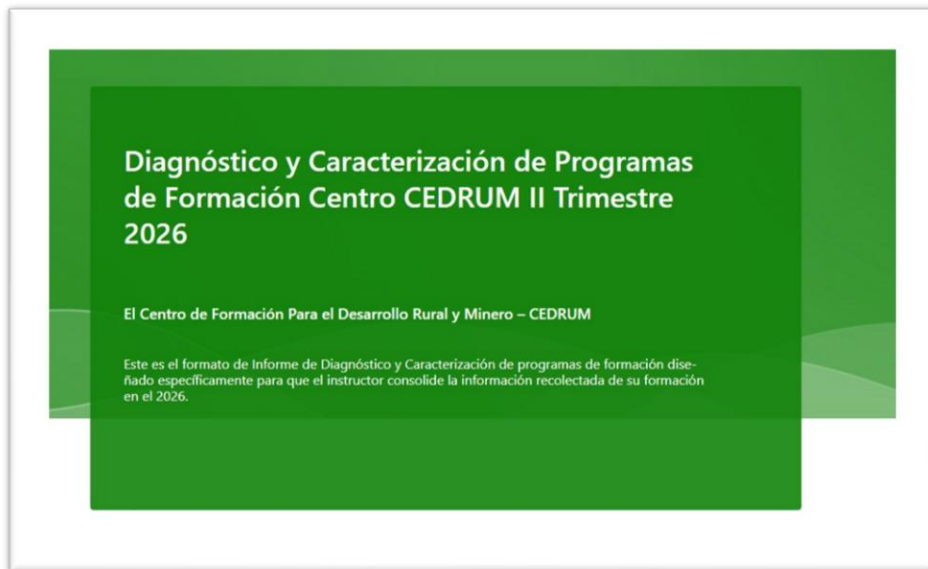 Diagnóstico y Caracterización de Programas
de Formación Centro CEDRUM II Trimestre
2026
El Centro de Formación Para el Desarrollo Rural y Minero – CEDRUM
Este es el formato de Informe de Diagnóstico y Caracterización de programas de formación dise-
ñado específicamente para que el instructor consolide la información recolectada de su formación
en el 2026.